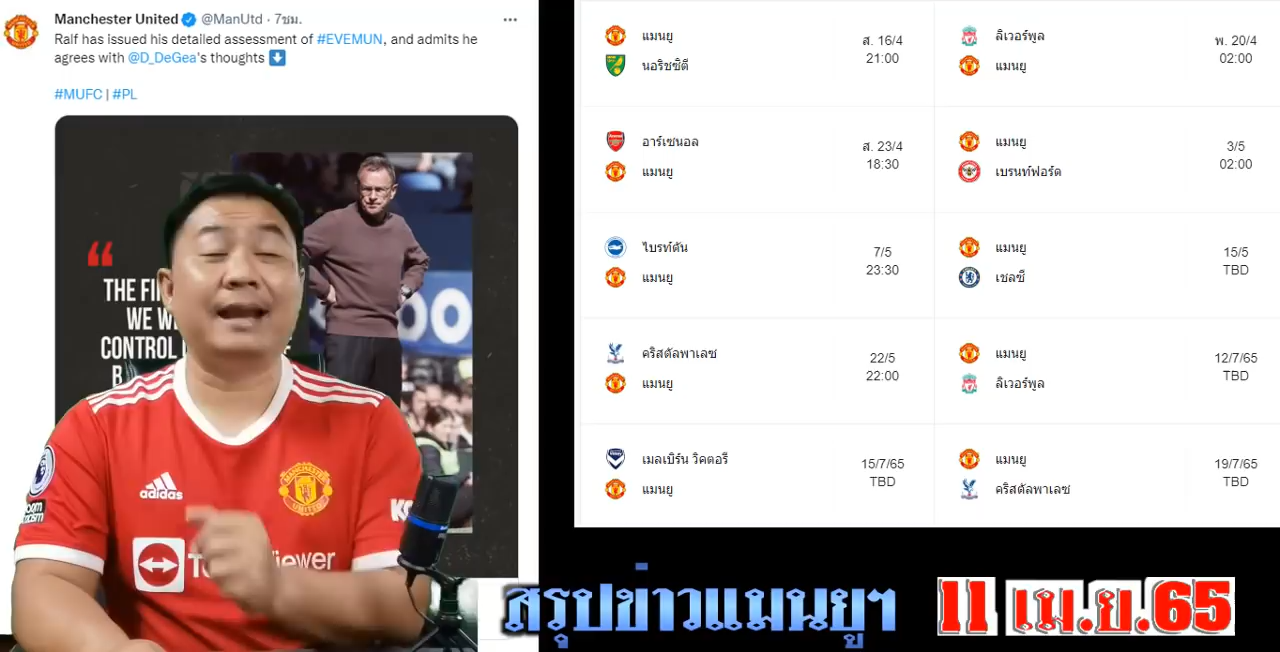 Manchester United @ManUtd · 7ชม.
Ralf has issued his detailed assessment of #EVEMUN, and admits he
agrees with @D_DeGea's thoughts
#MUFC | #PL
THE
WE
CONTROL
adidas
แมนยู
นอริชซิตี
ส. 16/4
21:00
ลิเวอร์พูล
แมนยู
พ. 20/4
02:00
อาร์เซนอล
แมนยู
ส. 23/4
18:30
แมนยู
เบรนท์ฟอร์ด
3/5
02:00
ไบรท์ตัน
แมนยู
7/5
23:30
แมนยู
เชลซี
15/5
TBD
คริสตัลพาเลซ
แมนยู
22/5
22:00
แมนยู
ลิเวอร์พูล
12/7/65
TBD
เมลเบิร์น วิคตอรี
แมนยู
15/7/65
TBD
แมนยู
คริสตัลพาเลซ
19/7/65
TBD
สรุปข่าวแมนยูฯ 11 เม.ย.65